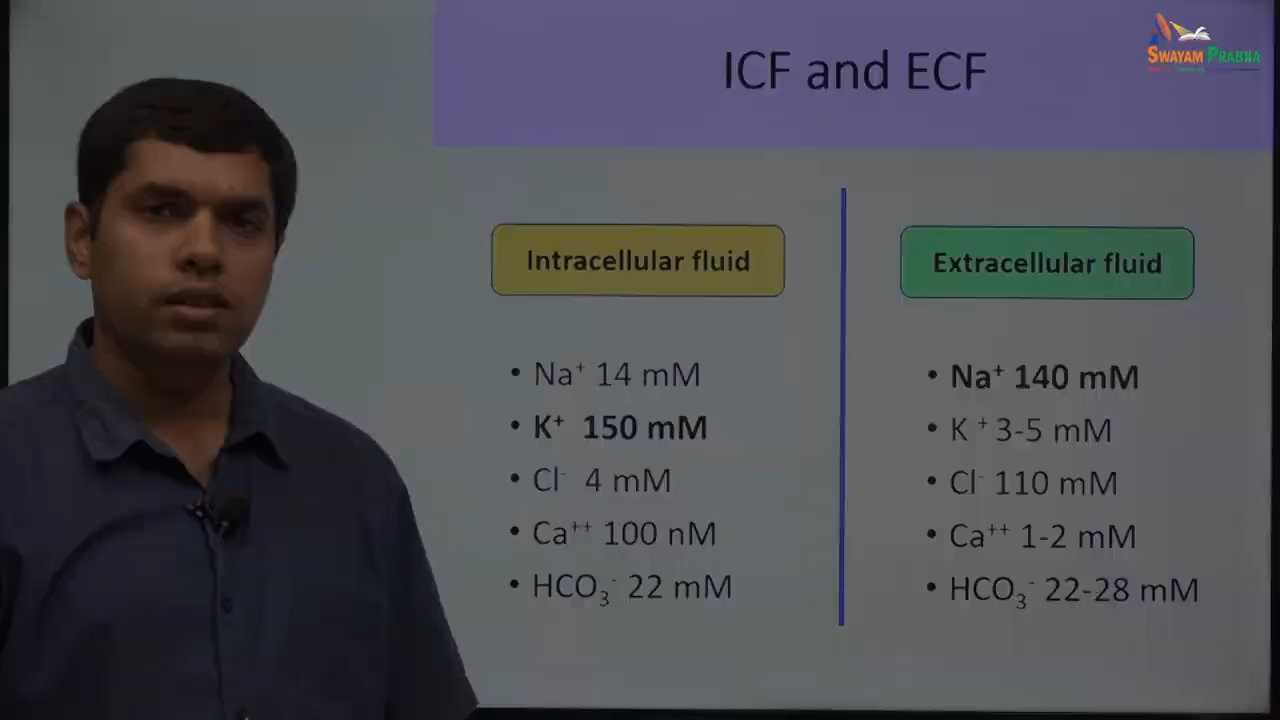 SWAYAM PRABHA
ICF and ECF
Intracellular fluid
Na⁺ 14 mM
K⁺ 150 mM
Cl⁻ 4 mM
Ca⁺⁺ 100 nM
HCO₃⁻ 22 mM
Extracellular fluid
Na⁺ 140 mM
K ⁺ 3-5 mM
Cl⁻ 110 mM
Ca⁺⁺ 1-2 mM
HCO₃⁻ 22-28 mM